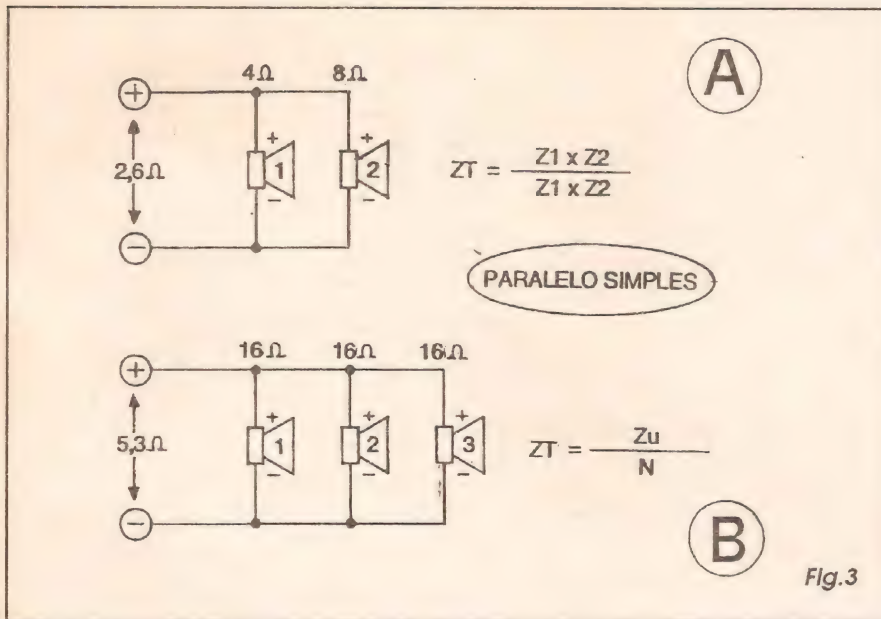 A
4Ω 8Ω
+
+ +
2,6Ω 1 2
− −
−
ZT = Z1 x Z2
Z1 x Z2
PARALELO SIMPLES
16Ω 16Ω 16Ω
+
+ + +
5,3Ω 1 2 3
− − −
−
ZT = Zu
N
B
Fig.3